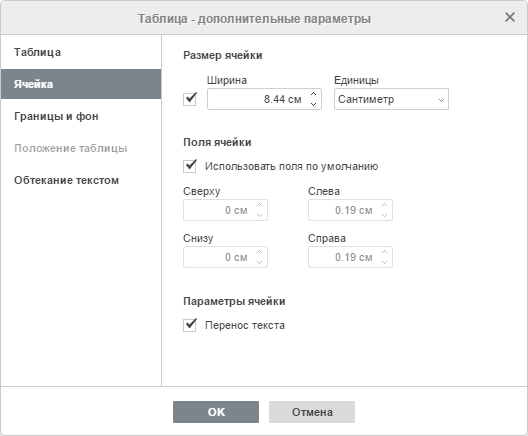 Таблица - дополнительные параметры
Таблица
Ячейка
Границы и фон
Положение таблицы
Обтекание текстом
Размер ячейки
Ширина Единицы
8.44 см Сантиметр
Поля ячейки
Использовать поля по умолчанию
Сверху Слева
0 см 0.19 см
Снизу Справа
0 см 0.19 см
Параметры ячейки
Перенос текста
OK Отмена